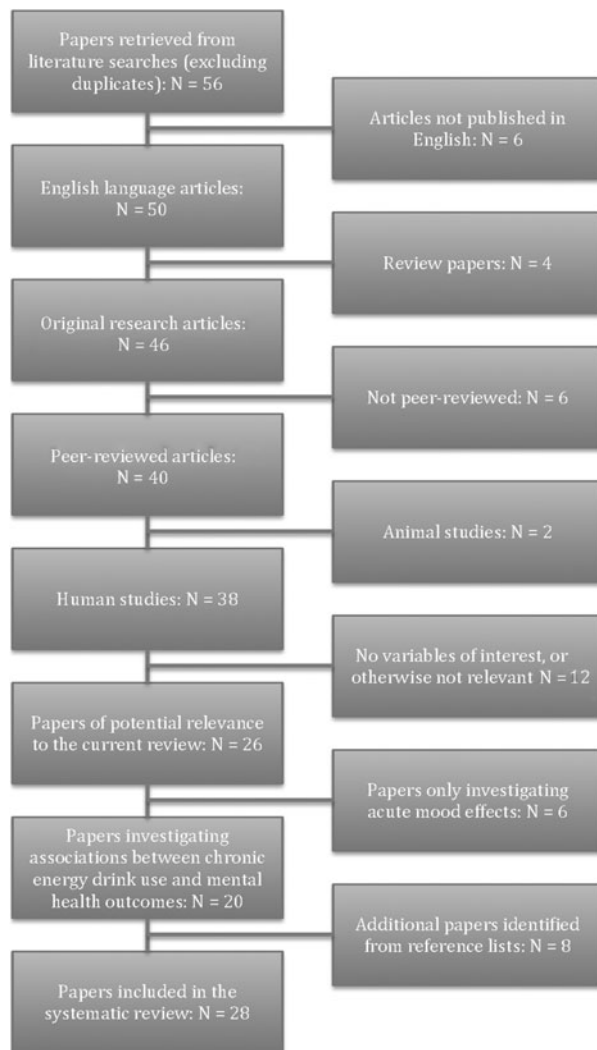 Papers retrieved from
literature searches (excluding
duplicates): N = 56
Articles not published in
English: N = 6
English language articles:
N = 50
Review papers: N = 4
Original research articles:
N = 46
Not peer-reviewed: N = 6
Peer-reviewed articles:
N = 40
Animal studies: N = 2
Human studies: N = 38
No variables of interest, or
otherwise not relevant N = 12
Papers of potential relevance
to the current review: N = 26
Papers only investigating
acute mood effects: N = 6
Papers investigating
associations between chronic
energy drink use and mental
health outcomes: N = 20
Additional papers identified
from reference lists: N = 8
Papers included in the
systematic review: N = 28